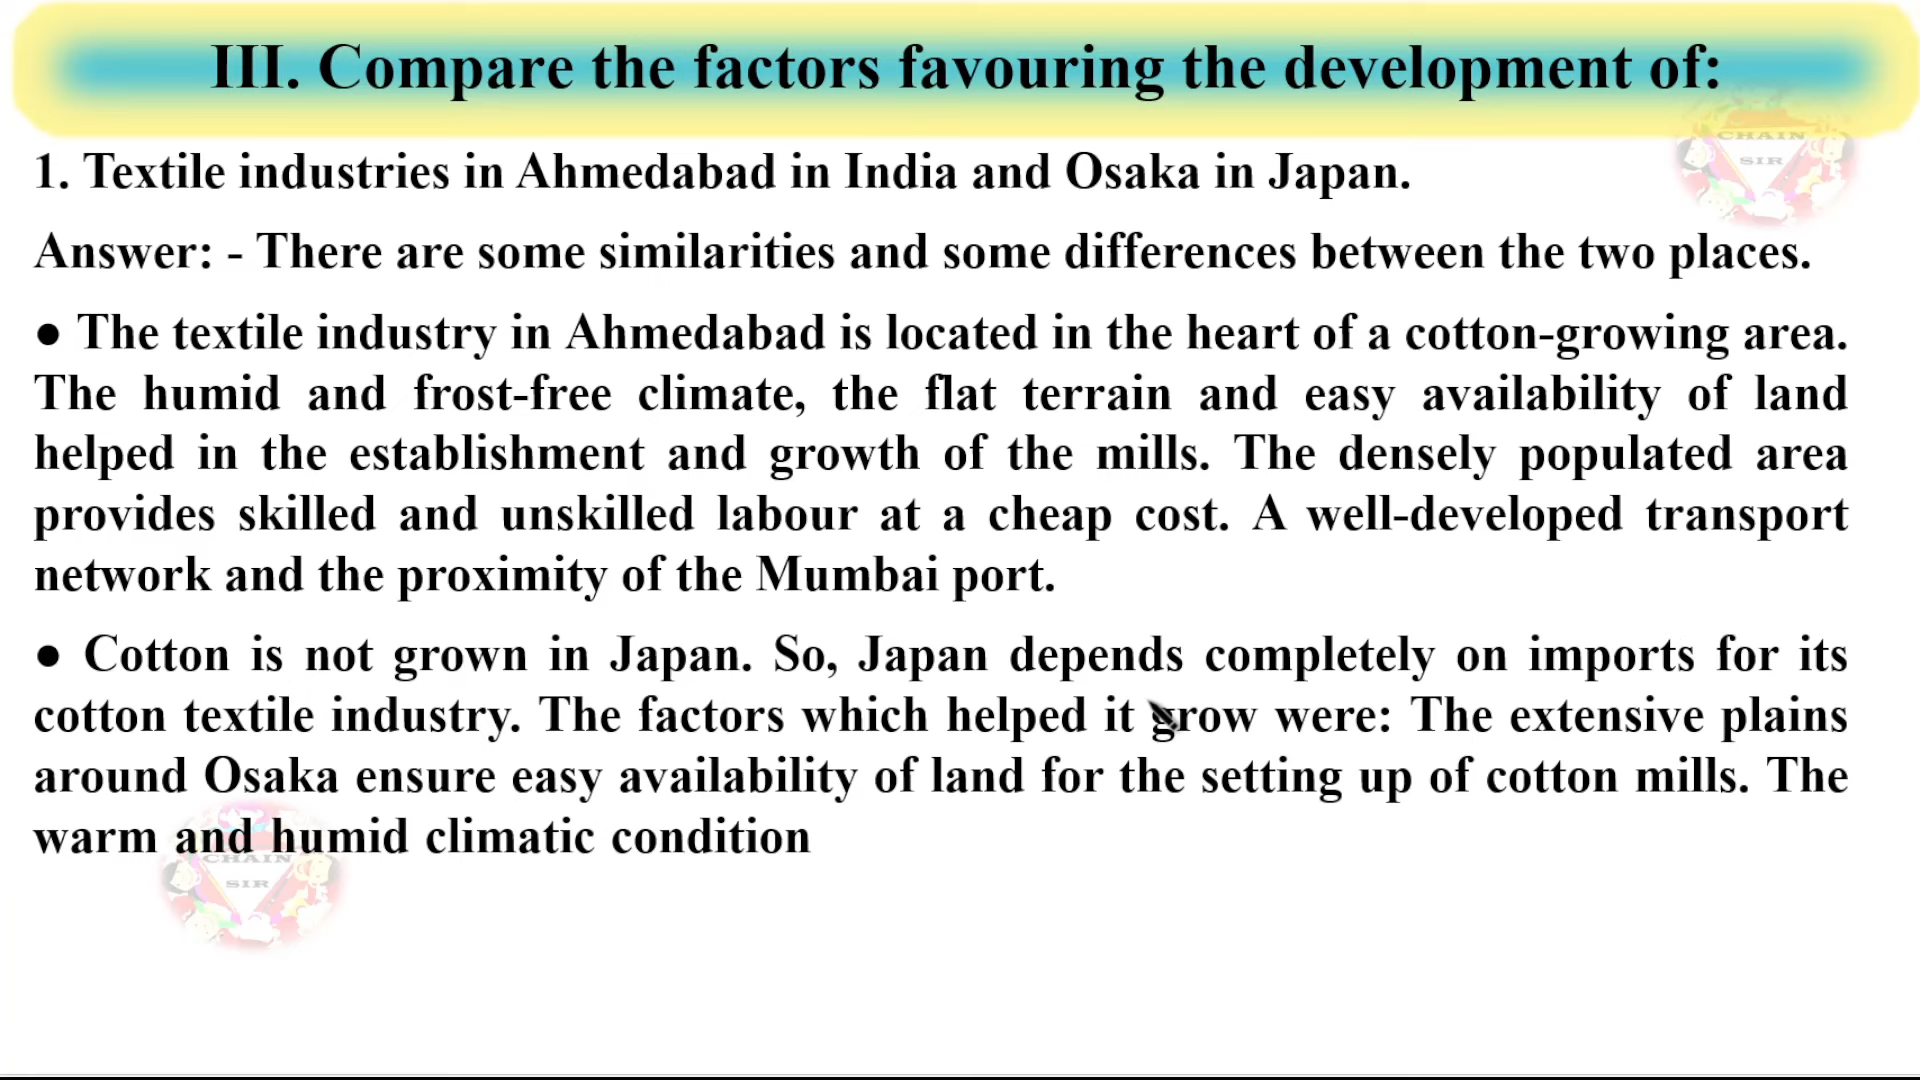 III. Compare the factors favouring the development of:
CHAIN
SIR
1. Textile industries in Ahmedabad in India and Osaka in Japan.
Answer: - There are some similarities and some differences between the two places.
● The textile industry in Ahmedabad is located in the heart of a cotton-growing area.
The humid and frost-free climate, the flat terrain and easy availability of land
helped in the establishment and growth of the mills. The densely populated area
provides skilled and unskilled labour at a cheap cost. A well-developed transport
network and the proximity of the Mumbai port.
● Cotton is not grown in Japan. So, Japan depends completely on imports for its
cotton textile industry. The factors which helped it grow were: The extensive plains
around Osaka ensure easy availability of land for the setting up of cotton mills. The
warm and humid climatic condition
CHAIN
SIR